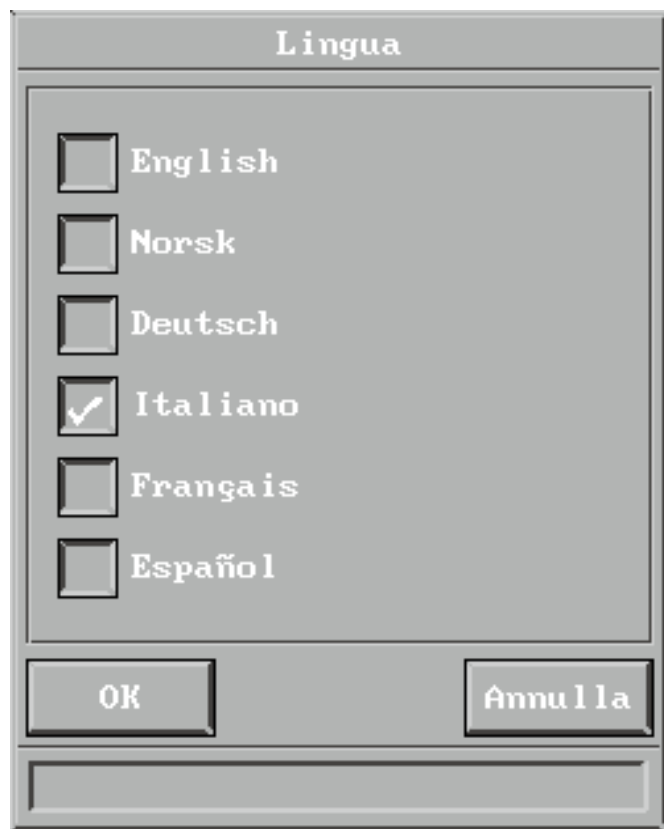 Lingua
English
Norsk
Deutsch
Italiano
Français
Español
OK Annulla